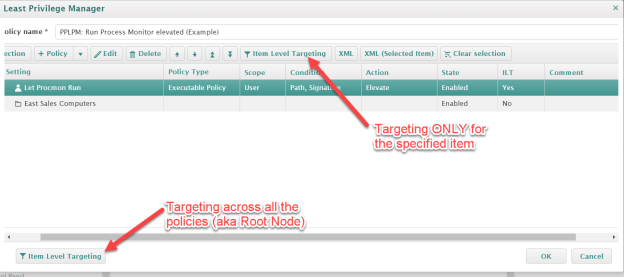 Least Privilege Manager
olicy name * PPLPM: Run Process Monitor elevated (Example)
ection + Policy Edit Delete Item Level Targeting XML XML (Selected Item) Clear selection
Setting Policy Type Scope Condition Action State ILT Comment
Let Procmon Run Executable Policy User Path, Signature Elevate Enabled Yes
East Sales Computers Enabled No
Targeting ONLY for
the specified item
Targeting across all the
policies (aka Root Node)
Item Level Targeting OK Cancel